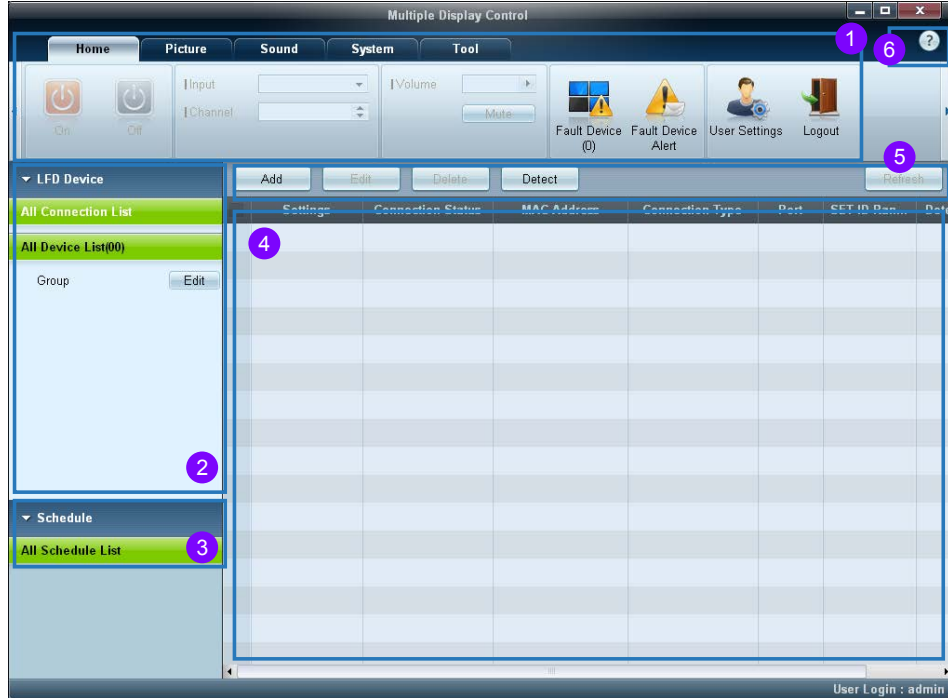 Multiple Display Control
Home Picture Sound System Tool
1
6
?
Input
Channel
Volume
Mute
On Off
Fault Device (0)
Fault Device Alert
User Settings
Logout
5
LFD Device
Add Edit Delete Detect Refresh
All Connection List
Settings Connection Status MAC Address Connection Type Port SET ID Ran...
All Device List(00)
4
Group Edit
2
Schedule
All Schedule List
3
User Login : admin